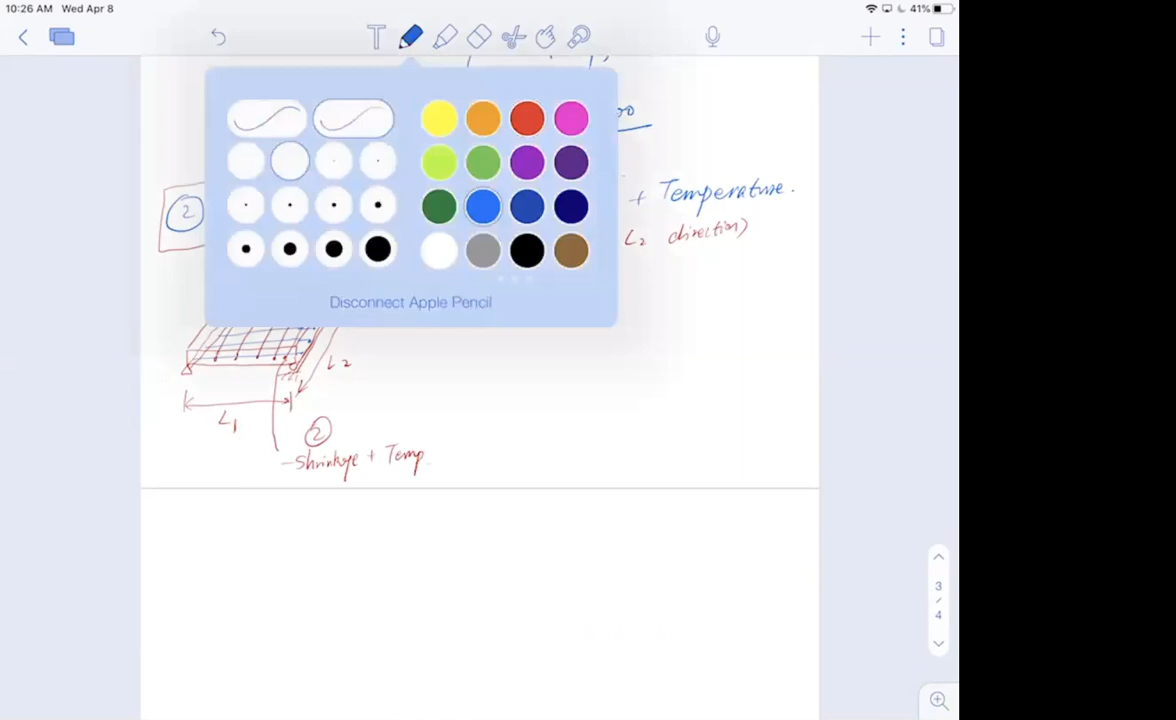 10:26 AM Wed Apr 8
41%
T
+ Temperature.
2
L2 direction)
Disconnect Apple Pencil
L2
L1
2
-Shrinkge + Temp.
3
/
4